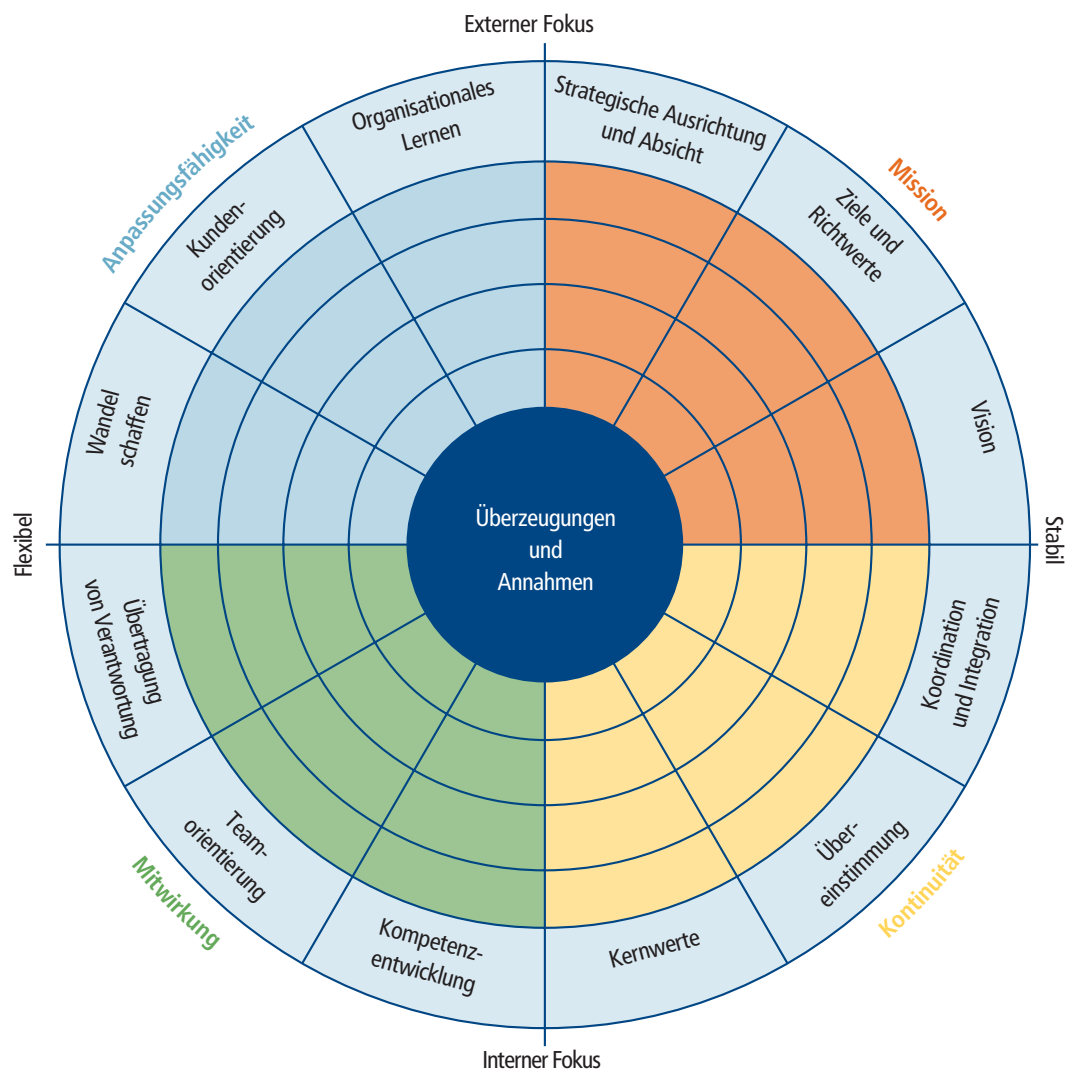 Externer Fokus
Organisationales
Lernen
Strategische Ausrichtung
und Absicht
Anpassungsfähigkeit
Mission
Kunden-
orientierung
Ziele und
Richtwerte
Wandel
schaffen
Vision
Flexibel
Überzeugungen
und
Annahmen
Stabil
Übertragung
von Verantwortung
Koordination
und Integration
Team-
orientierung
Über-
einstimmung
Mitwirkung
Kontinuität
Kompetenz-
entwicklung
Kernwerte
Interner Fokus